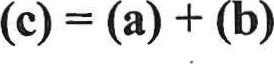 (c) = (a) + (b)